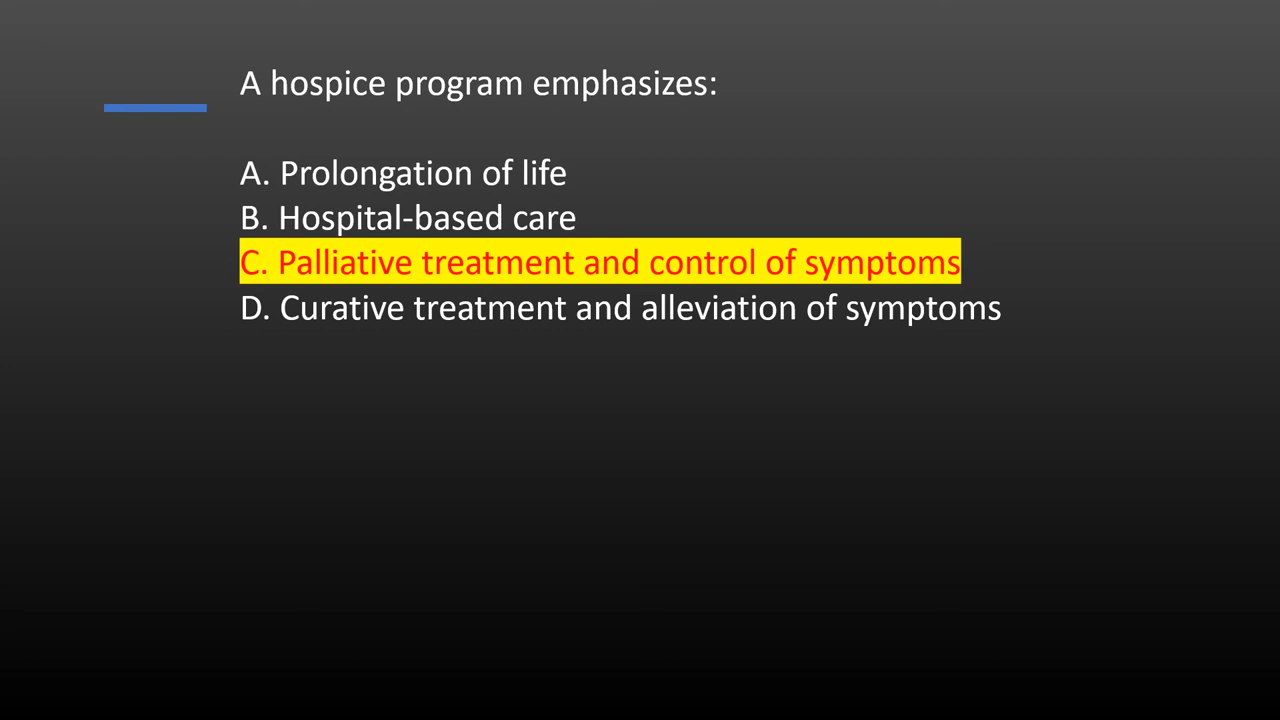 A hospice program emphasizes:
A. Prolongation of life
B. Hospital-based care
C. Palliative treatment and control of symptoms
D. Curative treatment and alleviation of symptoms